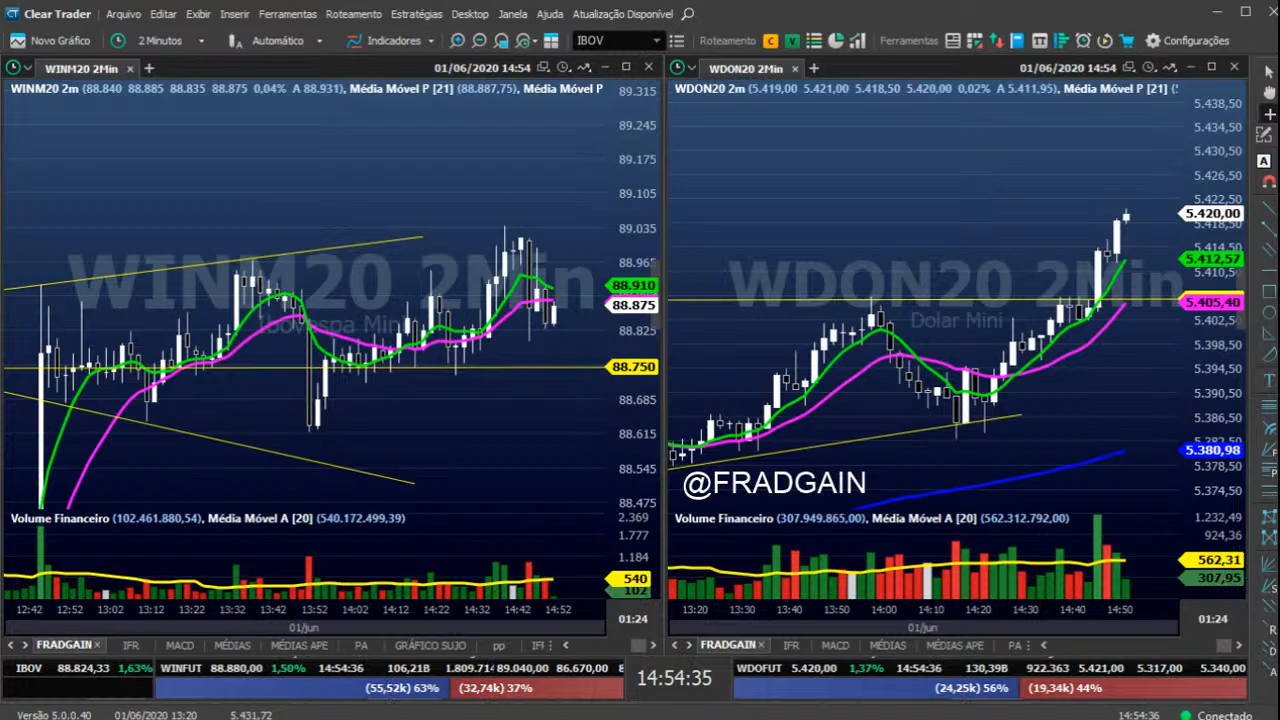 Clear Trader Arquivo Editar Exibir Inserir Ferramentas Roteamento Estratégias Desktop Janela Ajuda Atualização Disponível
Novo Gráfico 2 Minutos Automático Indicadores IBOV Roteamento C V Ferramentas Configurações
WINM20 2Min 01/06/2020 14:54
WINM20 2m (88.840 88.885 88.835 88.875 0,04% A 88.931), Média Móvel P [21] (88.887,75), Média Móvel P
89.315
89.245
89.175
89.105
89.035
88.965
88.910
88.875
88.825
88.750
88.685
88.615
88.545
88.475
WINM20 2Min
Ibovespa Mini
Volume Financeiro (102.461.880,54), Média Móvel A [20] (540.172.499,39)
2.369
1.777
1.184
540
102
12:42 12:52 13:02 13:12 13:22 13:32 13:42 13:52 14:02 14:12 14:22 14:32 14:42 14:52
01/jun
01:24
FRADGAIN IFR MACD MÉDIAS MÉDIAS APE PA GRÁFICO SUJO pp
WDON20 2Min 01/06/2020 14:54
WDON20 2m (5.419,00 5.421,00 5.418,50 5.420,00 0,02% A 5.411,95), Média Móvel P [21]
5.438,50
5.434,50
5.430,50
5.426,50
5.422,50
5.420,00
5.418,50
5.414,50
5.412,57
5.410,50
5.405,40
5.402,50
5.398,50
5.394,50
5.390,50
5.386,50
5.382,50
5.380,98
5.378,50
5.374,50
WDON20 2Min
Dolar Mini
@FRADGAIN
Volume Financeiro (307.949.865,00), Média Móvel A [20] (562.312.792,00)
1.232,49
924,36
562,31
307,95
13:20 13:30 13:40 13:50 14:00 14:10 14:20 14:30 14:40 14:50
01/jun
01:24
FRADGAIN IFR MACD MÉDIAS MÉDIAS APE PA
IBOV 88.824,33 1,63% WINFUT 88.880,00 1,50% 14:54:36 106,21B 1.809.71 89.040,00 86.670,00
(55,52k) 63% (32,74k) 37%
14:54:35
WDOFUT 5.420,00 1,37% 14:54:36 130,39B 922.363 5.421,00 5.317,00 5.340,00
(24,25k) 56% (19,34k) 44%
Versão 5.0.0.40 01/06/2020 13:20 5.431,72 14:54:36 Conectado